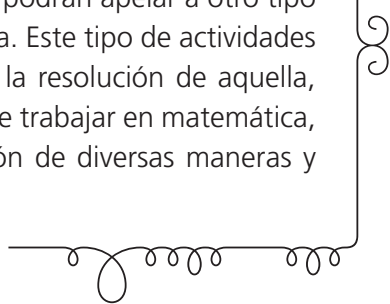 podrán apelar a otro tipo
a. Este tipo de actividades
la resolución de aquella,
e trabajar en matemática,
ón de diversas maneras y